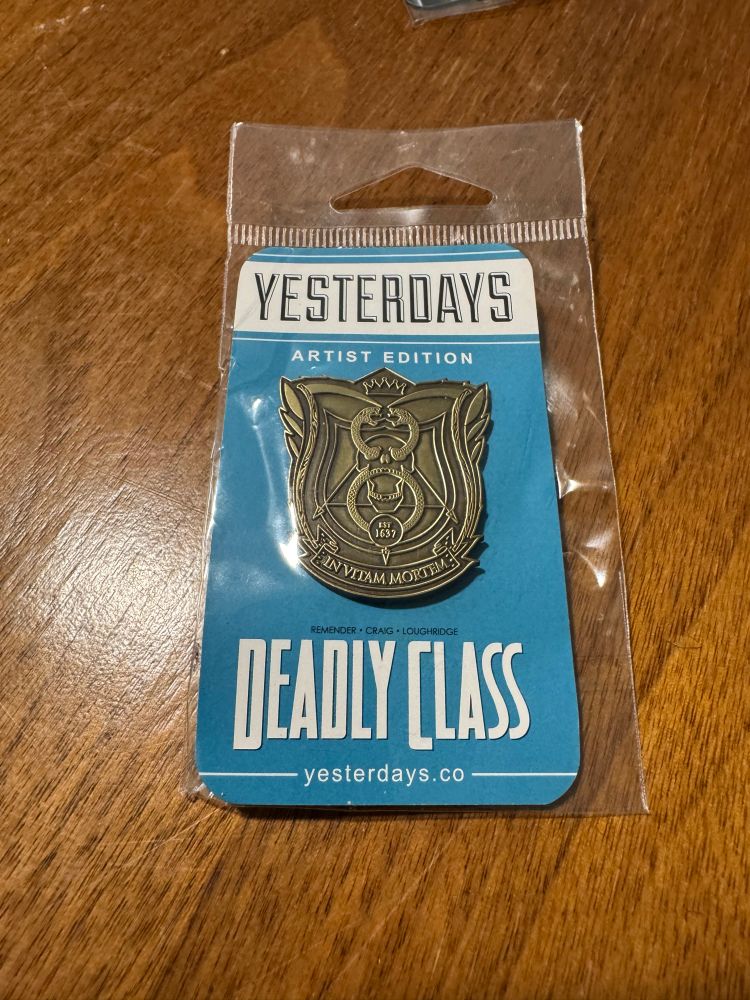 YESTERDAYS
ARTIST EDITION
EST
1637
IN VITAM MORTEM
REMENDER • CRAIG • LOUGHRIDGE
DEADLY CLASS
yesterdays.co